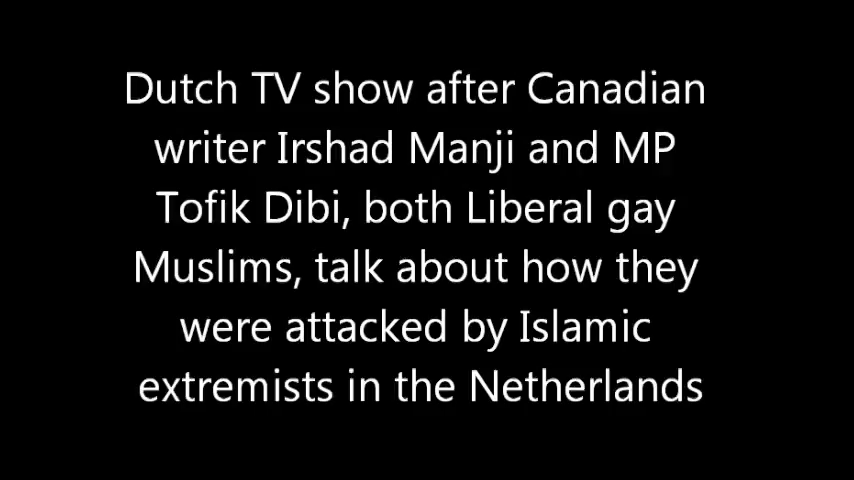 Dutch TV show after Canadian
writer Irshad Manji and MP
Tofik Dibi, both Liberal gay
Muslims, talk about how they
were attacked by Islamic
extremists in the Netherlands